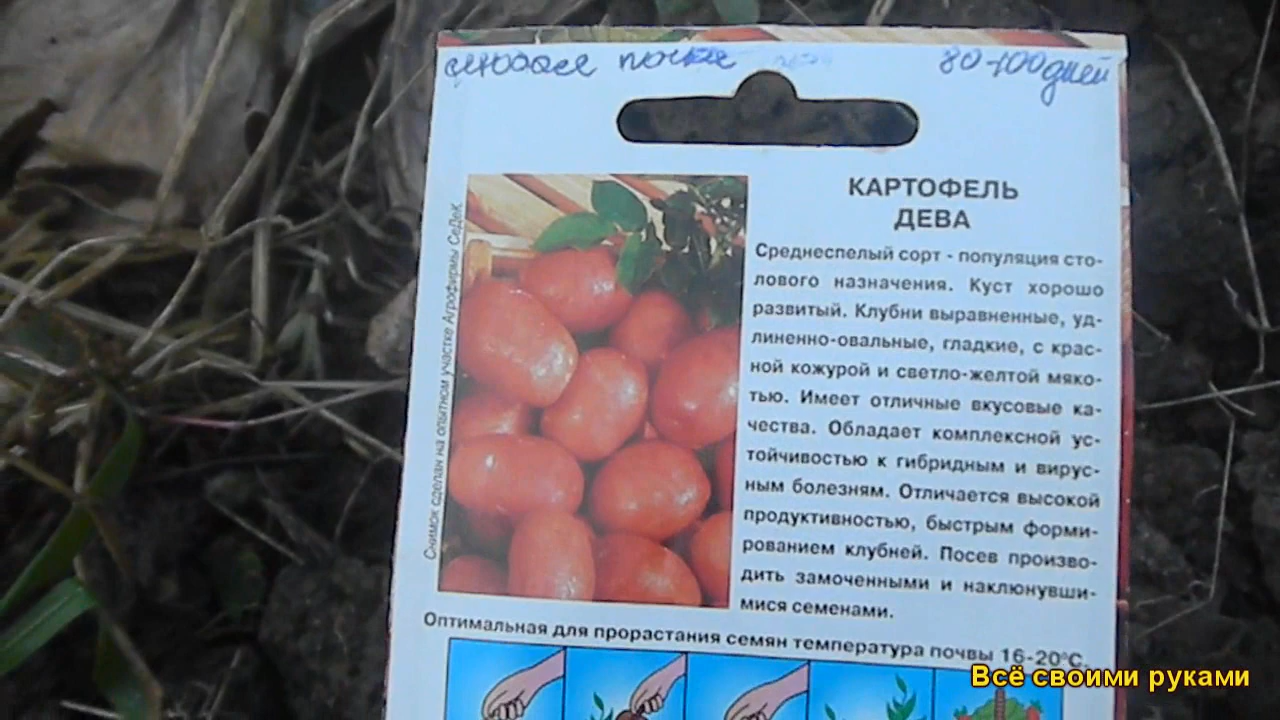 любая почва 80-100 дней
КАРТОФЕЛЬ
ДЕВА
Среднеспелый сорт - популяция сто-
лового назначения. Куст хорошо
развитый. Клубни выравненные, уд-
линенно-овальные, гладкие, с крас-
ной кожурой и светло-желтой мяко-
тью. Имеет отличные вкусовые ка-
чества. Обладает комплексной ус-
тойчивостью к гибридным и вирус-
ным болезням. Отличается высокой
продуктивностью, быстрым форми-
рованием клубней. Посев произво-
дить замоченными и наклюнувши-
мися семенами.
Снимок сделан на опытном участке Агрофирмы СеДеК
Оптимальная для прорастания семян температура почвы 16-20°С.
Всё своими руками